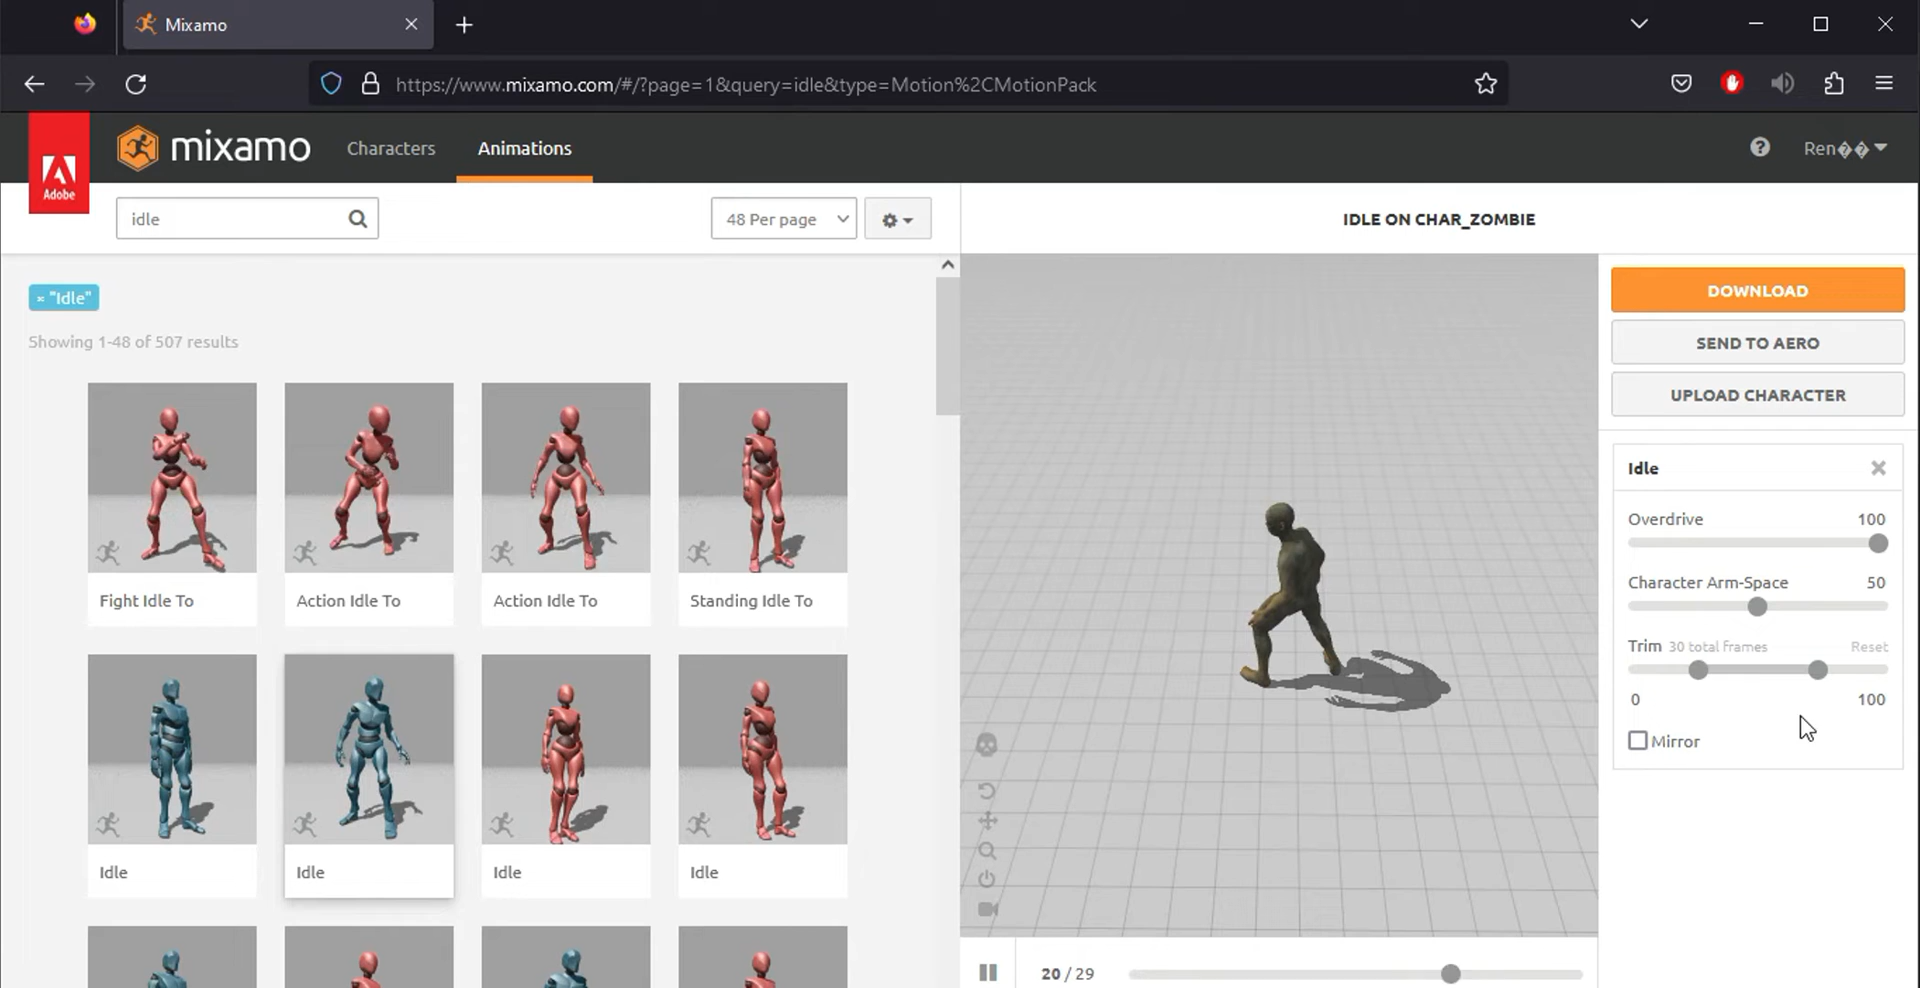 Mixamo
https://www.mixamo.com/#/?page=1&query=idle&type=Motion%2CMotionPack
Adobe
mixamo
Characters
Animations
Ren��
idle
48 Per page
IDLE ON CHAR_ZOMBIE
× "Idle"
Showing 1-48 of 507 results
Fight Idle To
Action Idle To
Action Idle To
Standing Idle To
Idle
Idle
Idle
Idle
20 / 29
DOWNLOAD
SEND TO AERO
UPLOAD CHARACTER
Idle
Overdrive 100
Character Arm-Space 50
Trim 30 total frames Reset
0 100
Mirror